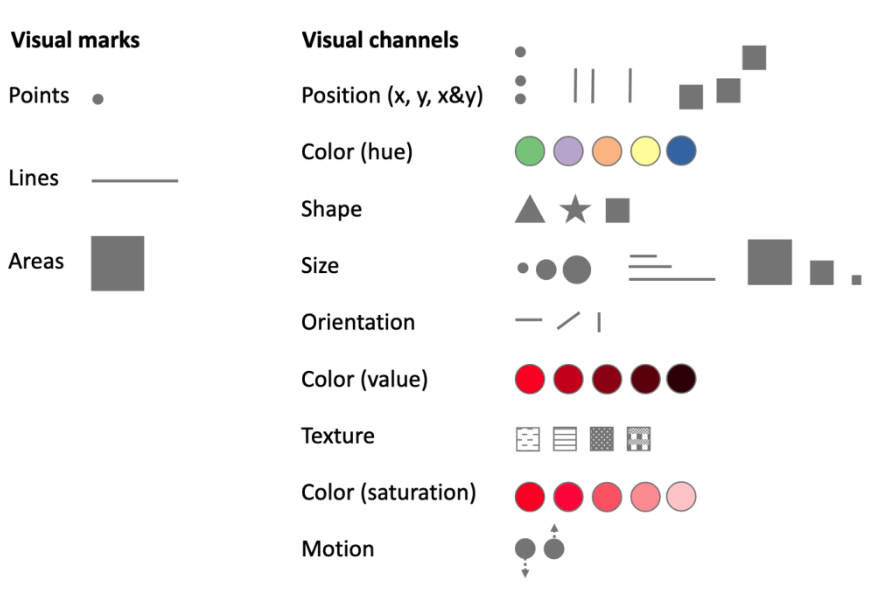 Visual marks
Points
Lines
Areas
Visual channels
Position (x, y, x&y)
Color (hue)
Shape
Size
Orientation
Color (value)
Texture
Color (saturation)
Motion